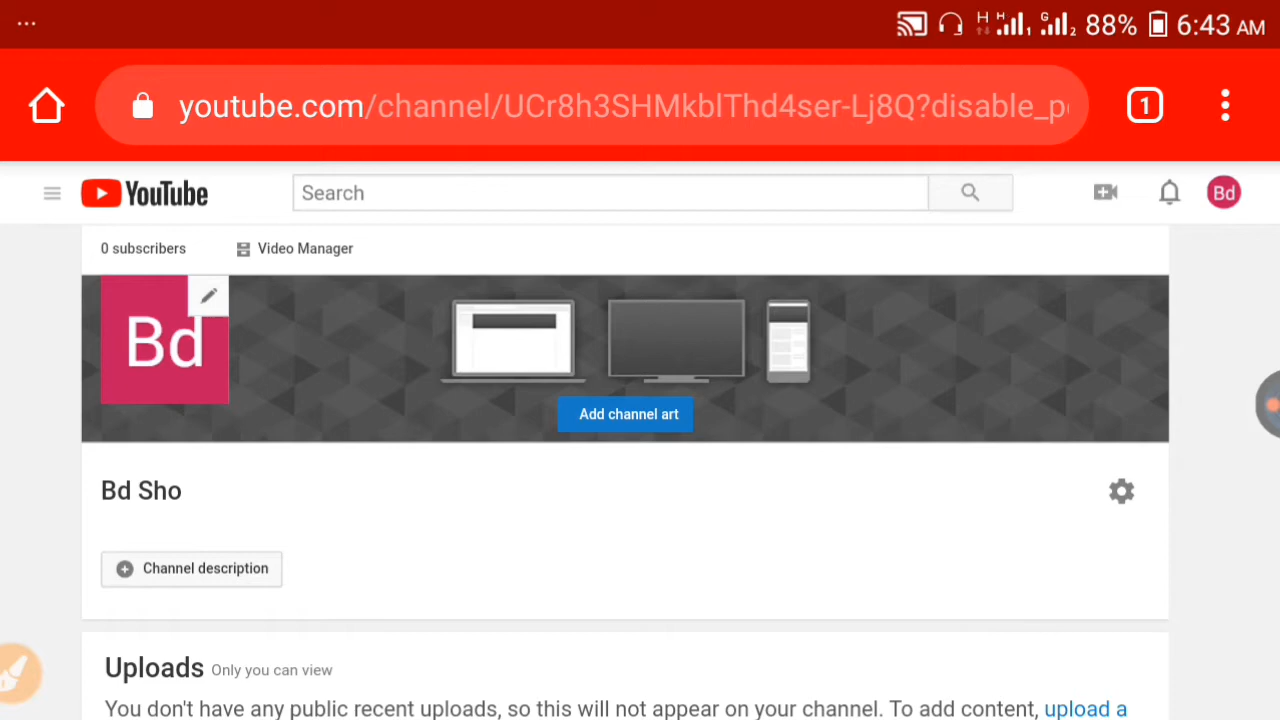 ... H 1 G 2 88% 6:43 AM
youtube.com/channel/UCr8h3SHMkblThd4ser-Lj8Q?disable_p 1
YouTube Search Bd
0 subscribers Video Manager
Bd
Add channel art
Bd Sho
Channel description
Uploads Only you can view
You don't have any public recent uploads, so this will not appear on your channel. To add content, upload a